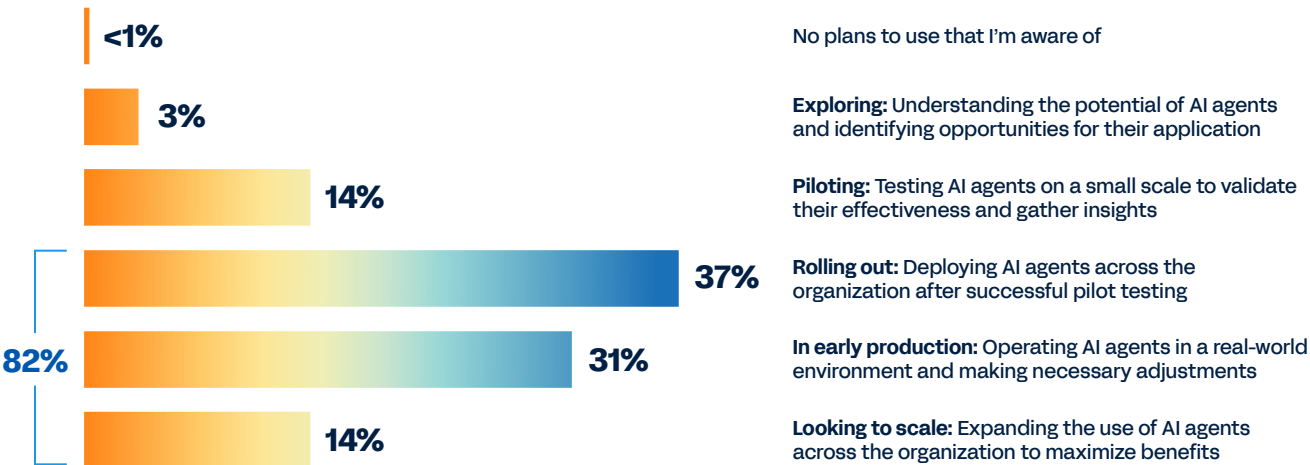 <1%
No plans to use that I’m aware of
3%
Exploring: Understanding the potential of AI agents
and identifying opportunities for their application
14%
Piloting: Testing AI agents on a small scale to validate
their effectiveness and gather insights
37%
Rolling out: Deploying AI agents across the
organization after successful pilot testing
82%
31%
In early production: Operating AI agents in a real-world
environment and making necessary adjustments
14%
Looking to scale: Expanding the use of AI agents
across the organization to maximize benefits